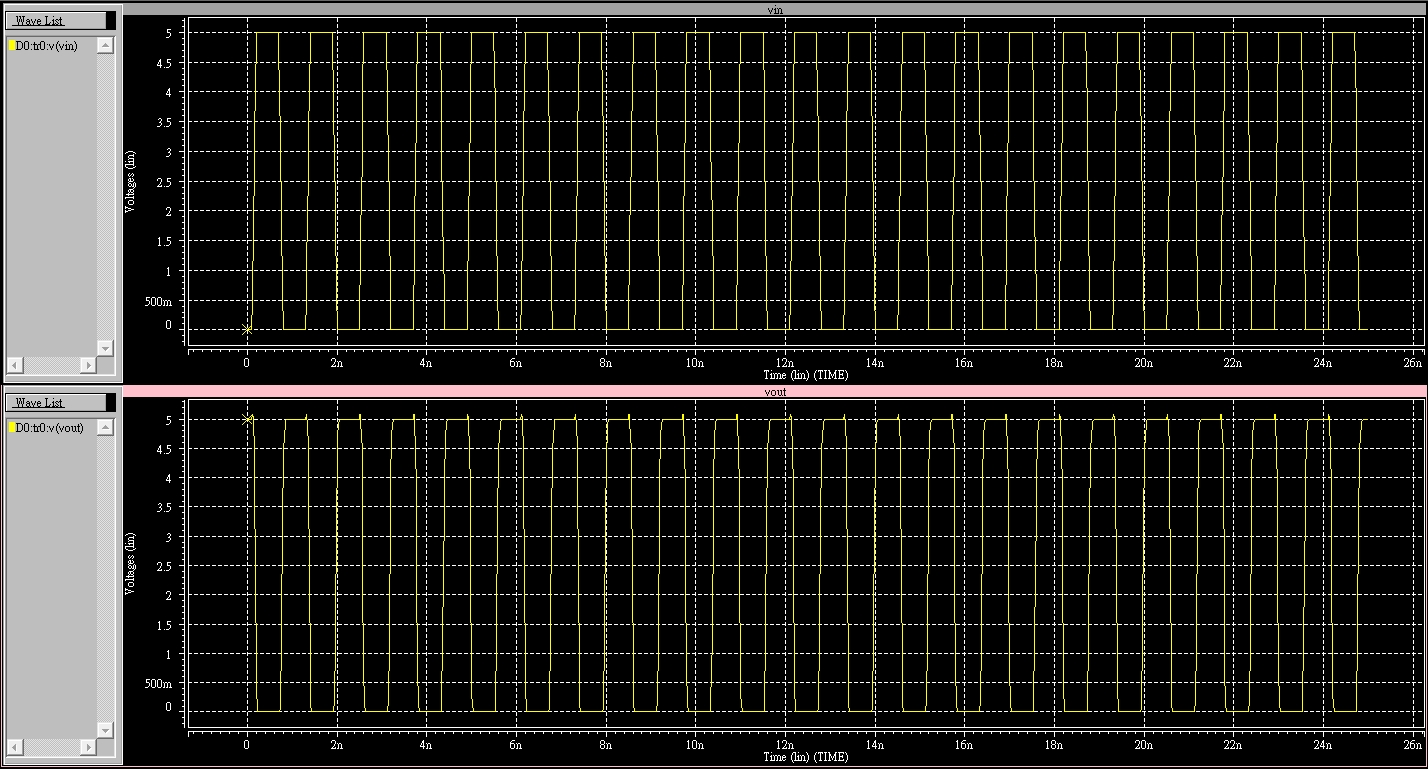 vin
Wave List
D0:tr0:v(vin)
5
4.5
4
3.5
3
2.5
2
1.5
1
500m
0
Voltages (lin)
0 2n 4n 6n 8n 10n 12n 14n 16n 18n 20n 22n 24n 26n
Time (lin) (TIME)
vout
Wave List
D0:tr0:v(vout)
5
4.5
4
3.5
3
2.5
2
1.5
1
500m
0
Voltages (lin)
0 2n 4n 6n 8n 10n 12n 14n 16n 18n 20n 22n 24n 26n
Time (lin) (TIME)